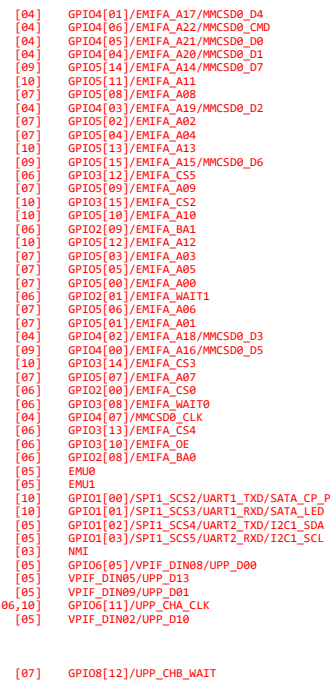 [04] GPIO4[01]/EMIFA_A17/MMCSD0_D4
[04] GPIO4[06]/EMIFA_A22/MMCSD0_CMD
[04] GPIO4[05]/EMIFA_A21/MMCSD0_D0
[04] GPIO4[04]/EMIFA_A20/MMCSD0_D1
[09] GPIO5[14]/EMIFA_A14/MMCSD0_D7
[10] GPIO5[11]/EMIFA_A11
[07] GPIO5[08]/EMIFA_A08
[04] GPIO4[03]/EMIFA_A19/MMCSD0_D2
[07] GPIO5[02]/EMIFA_A02
[07] GPIO5[04]/EMIFA_A04
[10] GPIO5[13]/EMIFA_A13
[09] GPIO5[15]/EMIFA_A15/MMCSD0_D6
[06] GPIO3[12]/EMIFA_CS5
[07] GPIO5[09]/EMIFA_A09
[10] GPIO3[15]/EMIFA_CS2
[10] GPIO5[10]/EMIFA_A10
[06] GPIO2[09]/EMIFA_BA1
[10] GPIO5[12]/EMIFA_A12
[07] GPIO5[03]/EMIFA_A03
[07] GPIO5[05]/EMIFA_A05
[07] GPIO5[00]/EMIFA_A00
[06] GPIO2[01]/EMIFA_WAIT1
[07] GPIO5[06]/EMIFA_A06
[07] GPIO5[01]/EMIFA_A01
[04] GPIO4[02]/EMIFA_A18/MMCSD0_D3
[09] GPIO4[00]/EMIFA_A16/MMCSD0_D5
[10] GPIO3[14]/EMIFA_CS3
[07] GPIO5[07]/EMIFA_A07
[06] GPIO2[00]/EMIFA_CS0
[06] GPIO3[08]/EMIFA_WAIT0
[04] GPIO4[07]/MMCSD0_CLK
[06] GPIO3[13]/EMIFA_CS4
[06] GPIO3[10]/EMIFA_OE
[06] GPIO2[08]/EMIFA_BA0
[05] EMU0
[05] EMU1
[10] GPIO1[00]/SPI1_SCS2/UART1_TXD/SATA_CP_P
[10] GPIO1[01]/SPI1_SCS3/UART1_RXD/SATA_LED
[05] GPIO1[02]/SPI1_SCS4/UART2_TXD/I2C1_SDA
[05] GPIO1[03]/SPI1_SCS5/UART2_RXD/I2C1_SCL
[03] NMI
[05] GPIO6[05]/VPIF_DIN08/UPP_D00
[05] VPIF_DIN05/UPP_D13
[05] VPIF_DIN09/UPP_D01
06,10] GPIO6[11]/UPP_CHA_CLK
[05] VPIF_DIN02/UPP_D10
[07] GPIO8[12]/UPP_CHB_WAIT